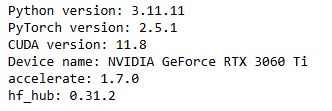 Python version: 3.11.11
PyTorch version: 2.5.1
CUDA version: 11.8
Device name: NVIDIA GeForce RTX 3060 Ti
accelerate: 1.7.0
hf_hub: 0.31.2